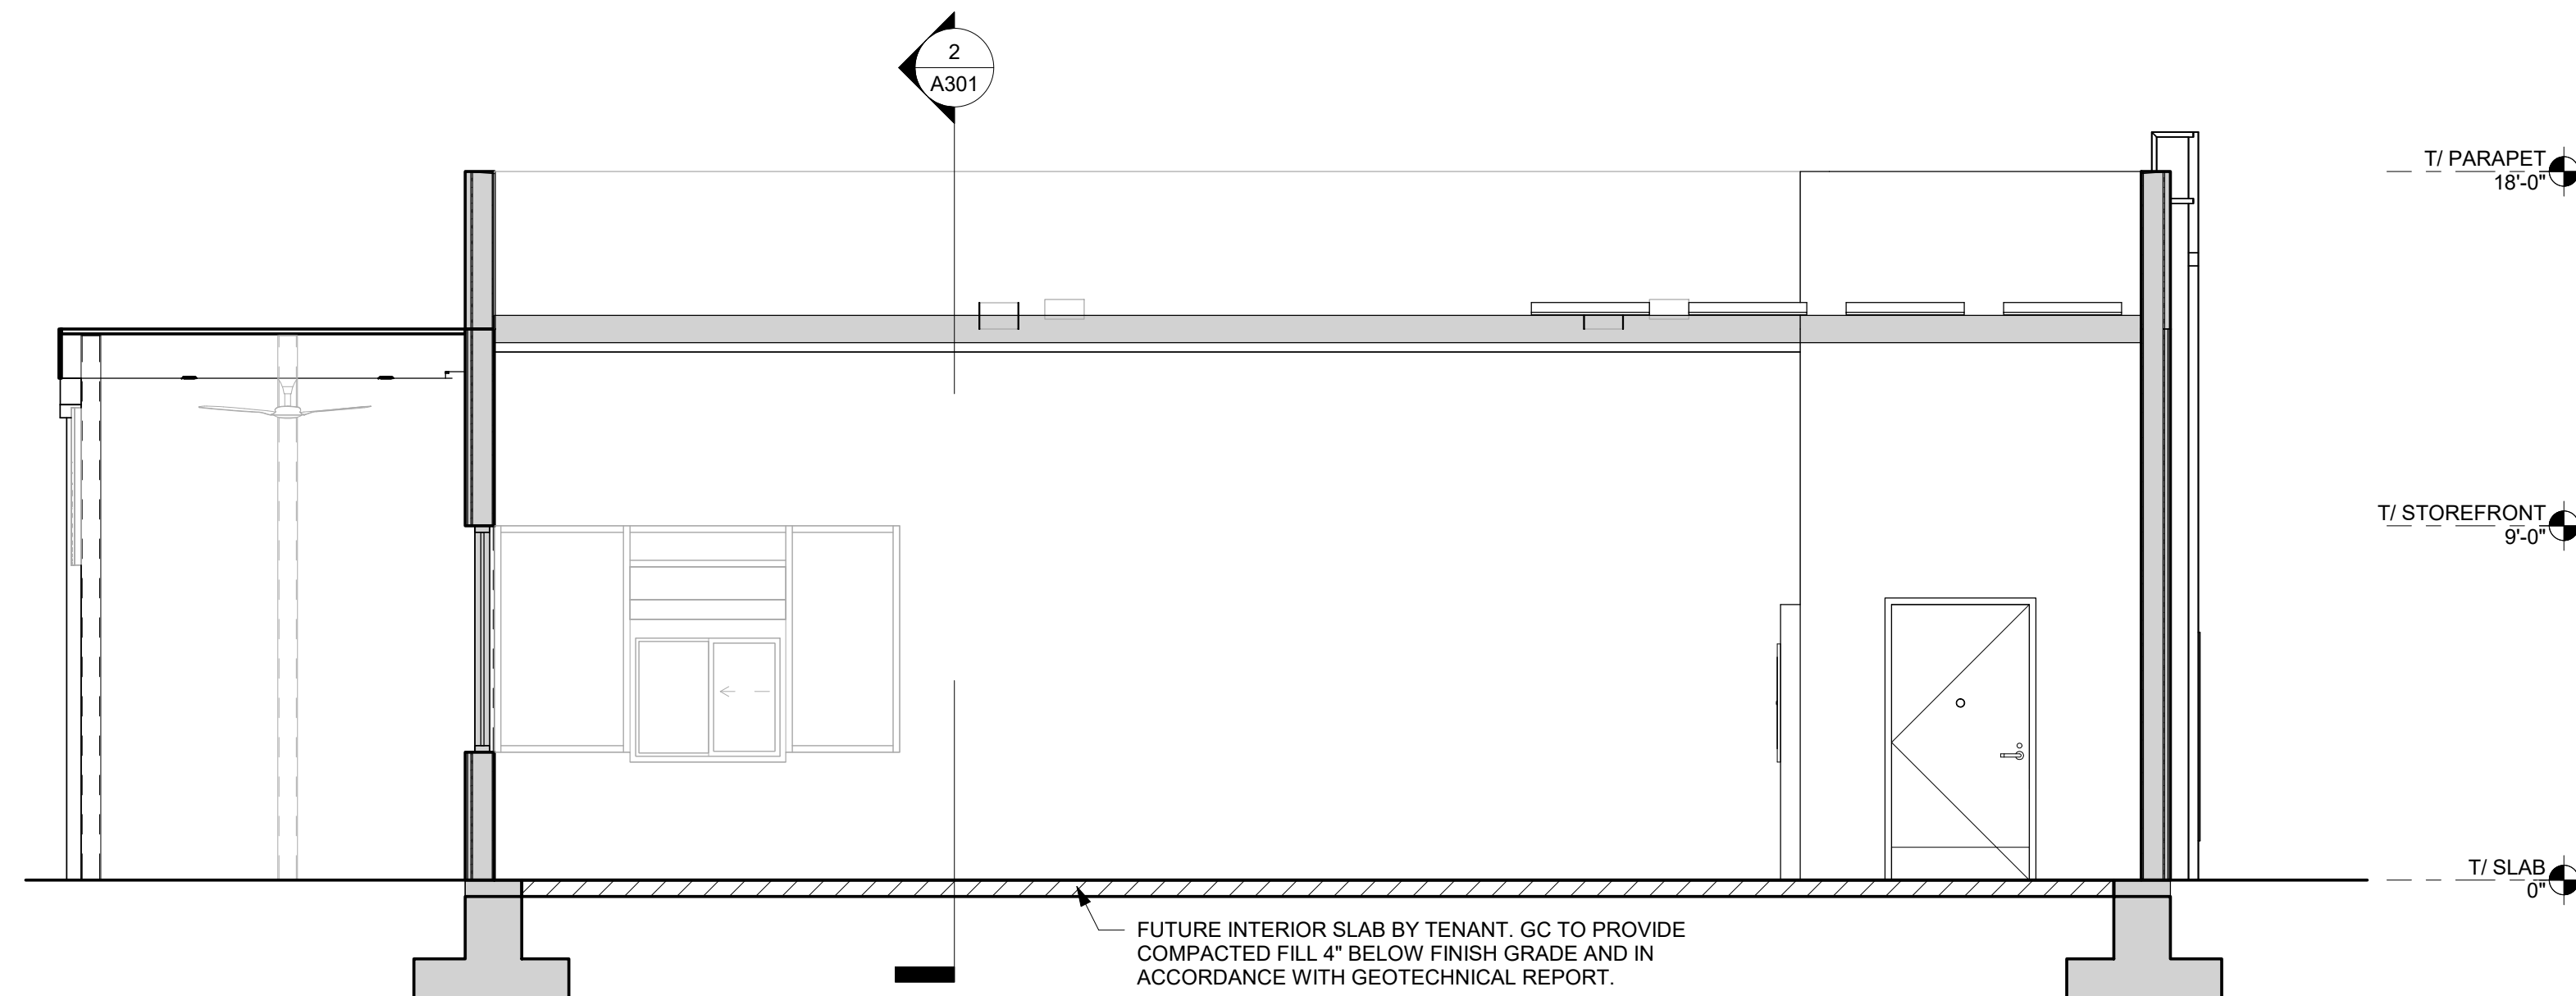 2
A301
T/ PARAPET
18'-0"
T/ STOREFRONT
9'-0"
T/ SLAB
0"
FUTURE INTERIOR SLAB BY TENANT. GC TO PROVIDE
COMPACTED FILL 4" BELOW FINISH GRADE AND IN
ACCORDANCE WITH GEOTECHNICAL REPORT.